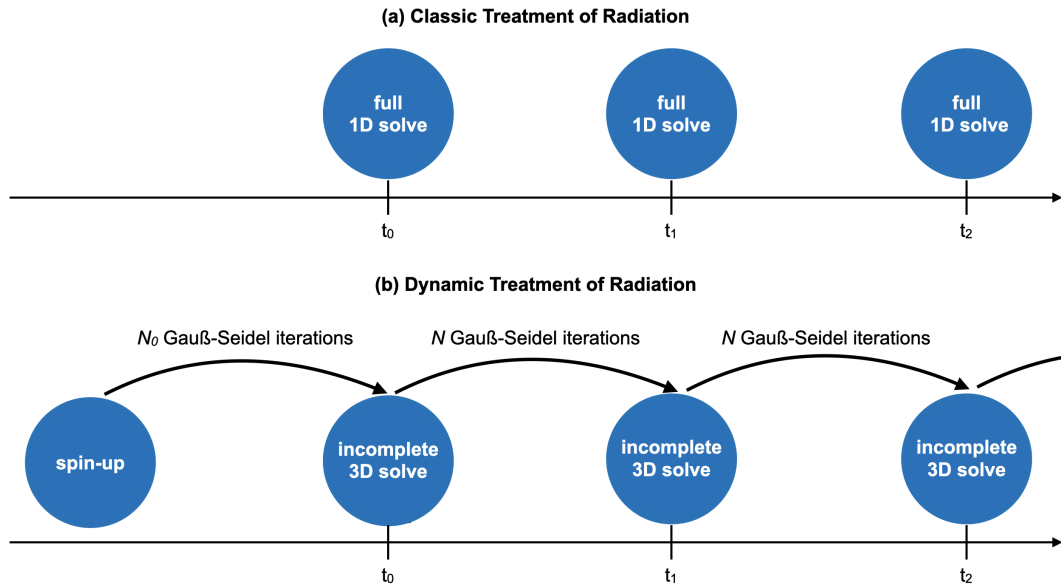 (a) Classic Treatment of Radiation
full
1D solve
full
1D solve
full
1D solve
t₀
t₁
t₂
(b) Dynamic Treatment of Radiation
N₀ Gauß-Seidel iterations
N Gauß-Seidel iterations
N Gauß-Seidel iterations
spin-up
incomplete
3D solve
incomplete
3D solve
incomplete
3D solve
t₀
t₁
t₂